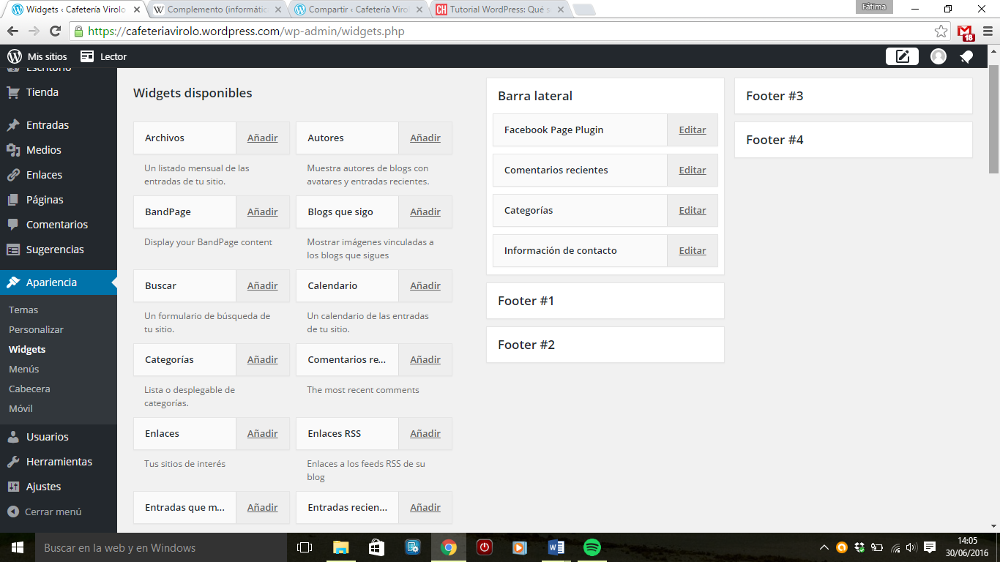 Widgets ‹ Cafetería Virolo
Complemento (informátic
Compartir ‹ Cafetería Virolo
Tutorial WordPress: Qué s
Fátima
https://cafeteriavirolo.wordpress.com/wp-admin/widgets.php
18
Mis sitios
Lector
Escritorio
Tienda
Entradas
Medios
Enlaces
Páginas
Comentarios
Sugerencias
Apariencia
Temas
Personalizar
Widgets
Menús
Cabecera
Móvil
Usuarios
Herramientas
Ajustes
Cerrar menú
Widgets disponibles
Archivos Añadir
Un listado mensual de las
entradas de tu sitio.
Autores Añadir
Muestra autores de blogs con
avatares y entradas recientes.
BandPage Añadir
Display your BandPage content
Blogs que sigo Añadir
Mostrar imágenes vinculadas a
los blogs que sigues
Buscar Añadir
Un formulario de búsqueda de
tu sitio.
Calendario Añadir
Un calendario de las entradas
de tu sitio.
Categorías Añadir
Lista o desplegable de
categorías.
Comentarios re... Añadir
The most recent comments
Enlaces Añadir
Tus sitios de interés
Enlaces RSS Añadir
Enlaces a los feeds RSS de su
blog
Entradas que m... Añadir
Entradas recien... Añadir
Barra lateral
Facebook Page Plugin Editar
Comentarios recientes Editar
Categorías Editar
Información de contacto Editar
Footer #1
Footer #2
Footer #3
Footer #4
Buscar en la web y en Windows
14:05
30/06/2016